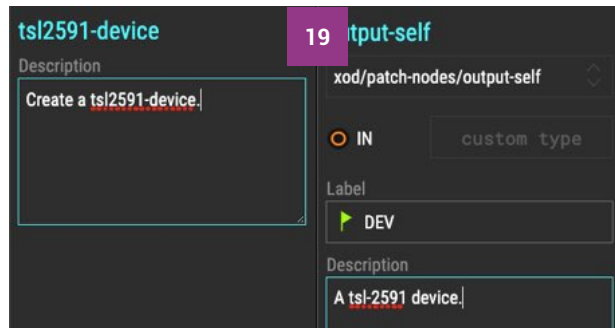 tsl2591-device
Description
Create a tsl2591-device.
19
utput-self
xod/patch-nodes/output-self
IN
custom type
Label
DEV
Description
A tsl-2591 device.